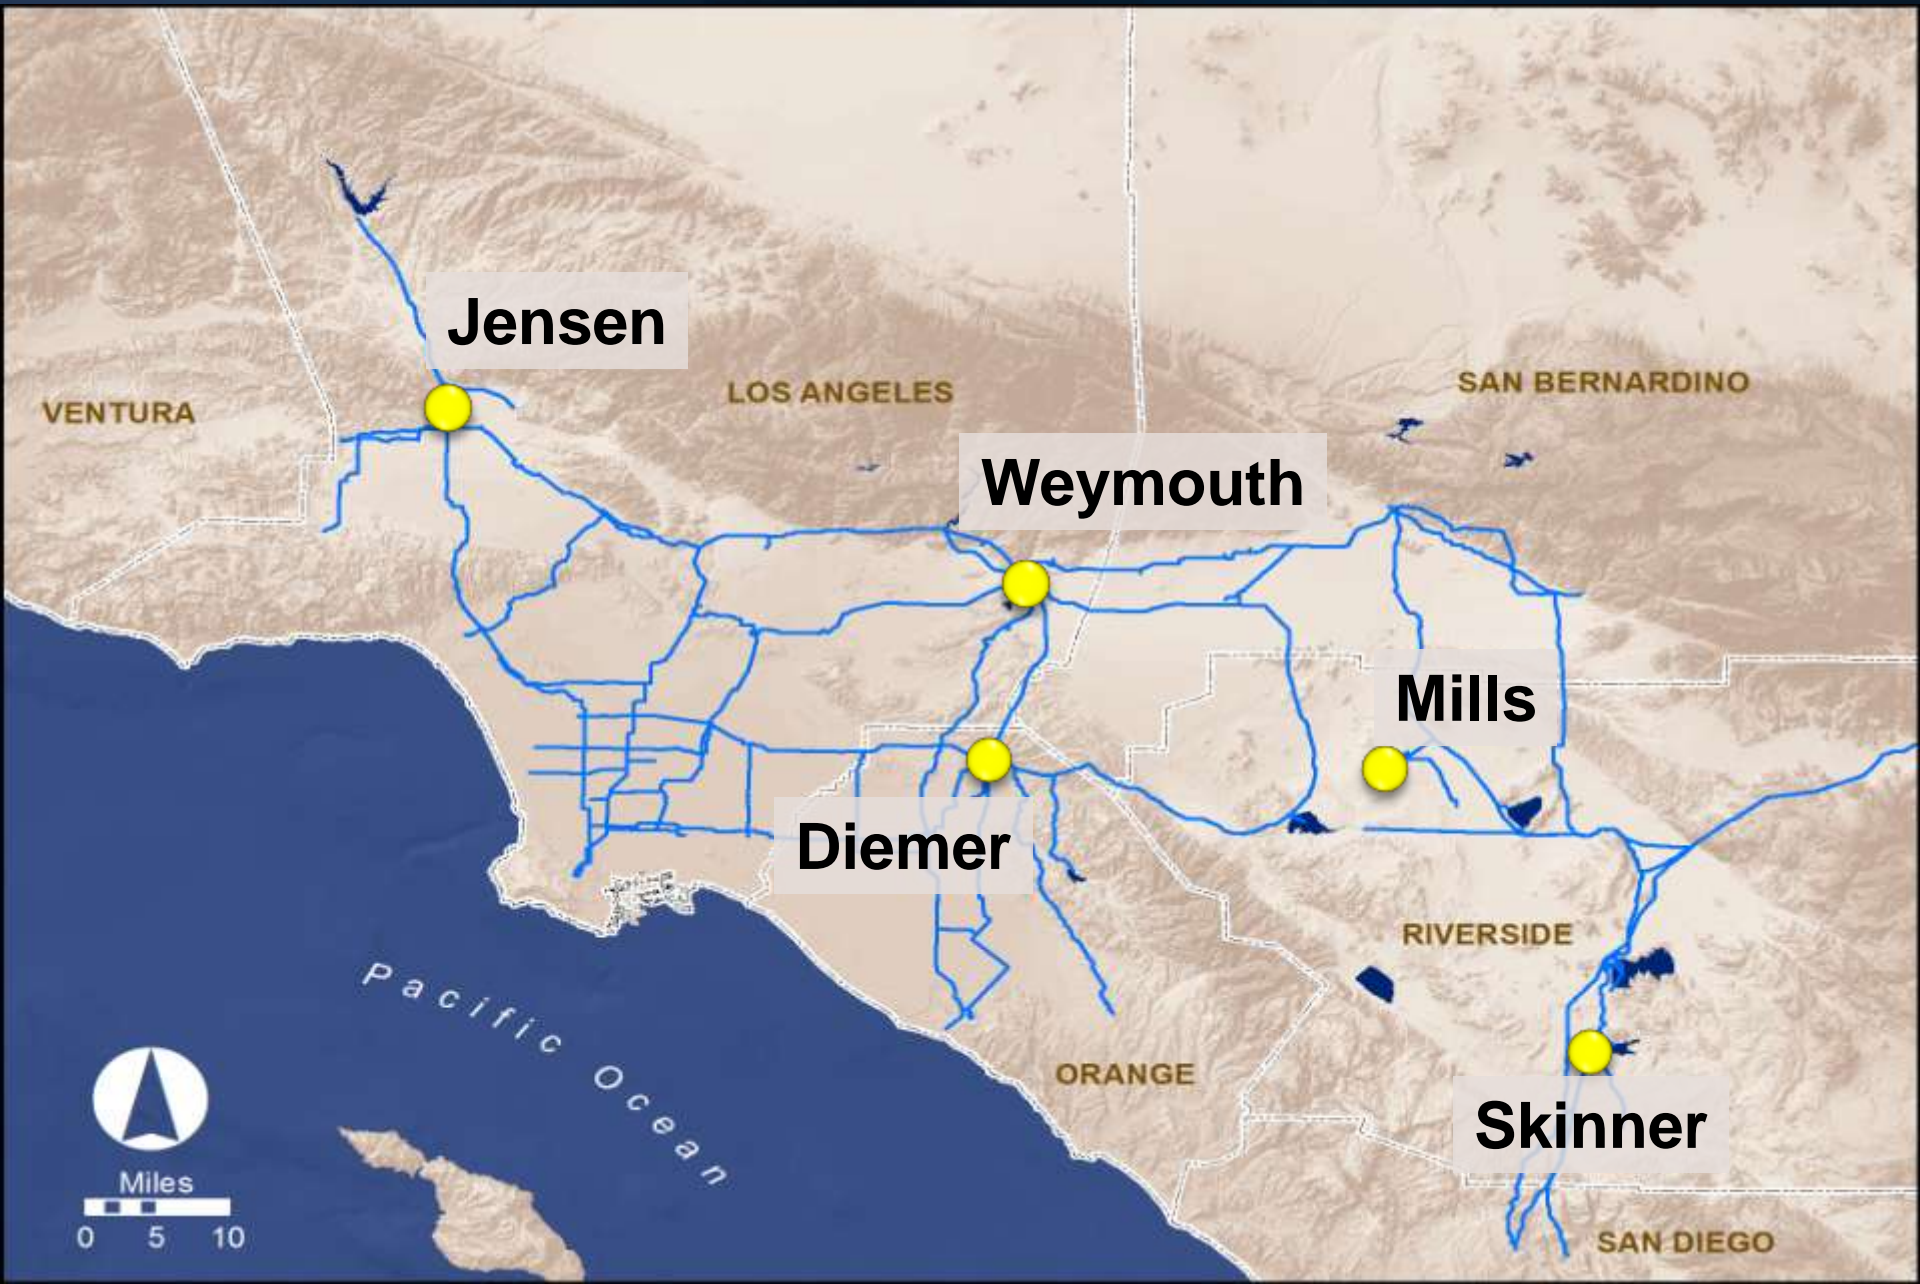 Jensen
LOS ANGELES
SAN BERNARDINO
VENTURA
Weymouth
Mills
Diemer
RIVERSIDE
Pacific Ocean
ORANGE
Skinner
Miles
0 5 10
SAN DIEGO